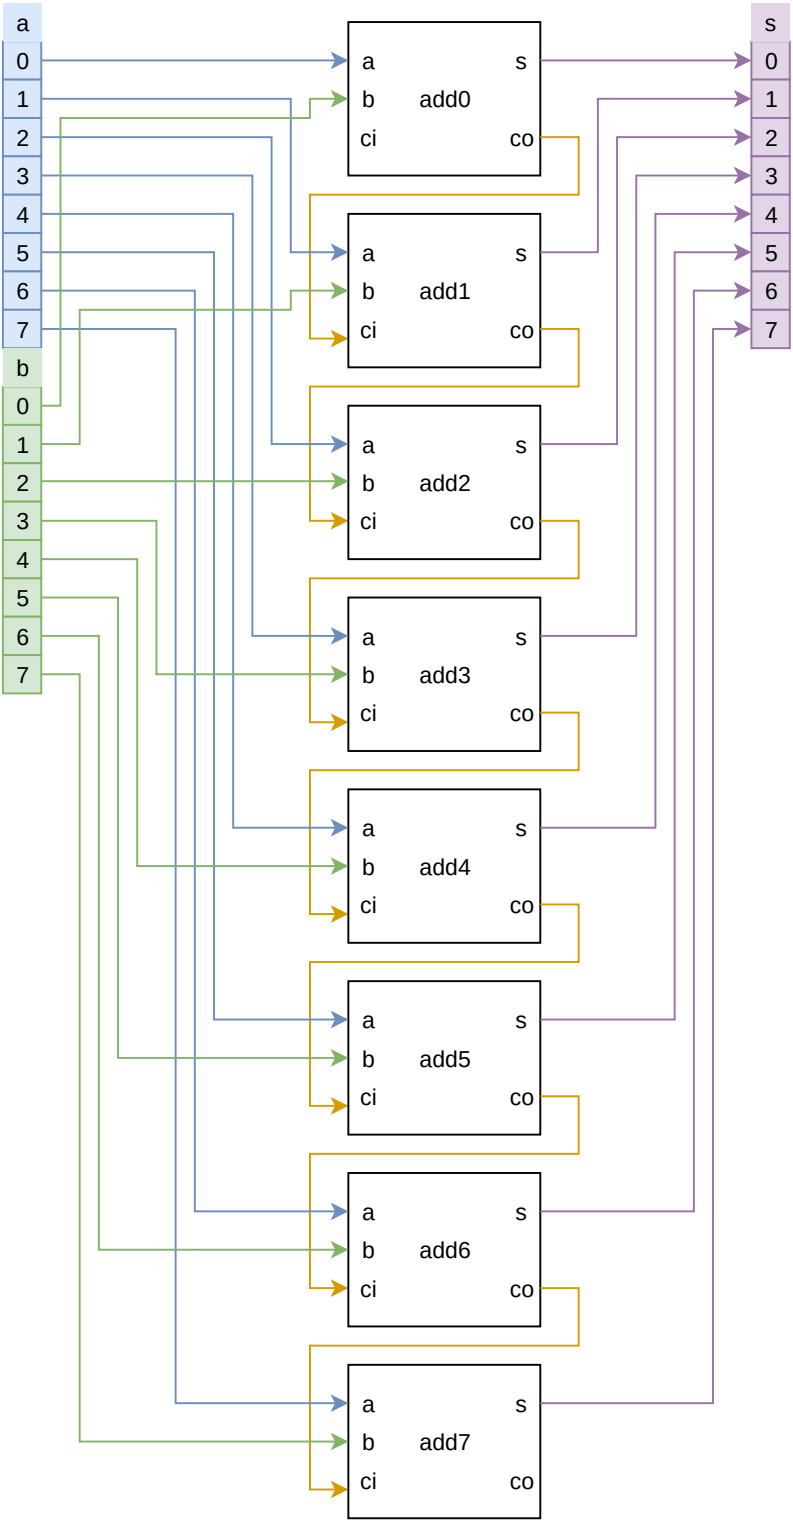 a
0
1
2
3
4
5
6
7
b
0
1
2
3
4
5
6
7
a s
b add0
ci co
a s
b add1
ci co
a s
b add2
ci co
a s
b add3
ci co
a s
b add4
ci co
a s
b add5
ci co
a s
b add6
ci co
a s
b add7
ci co
s
0
1
2
3
4
5
6
7